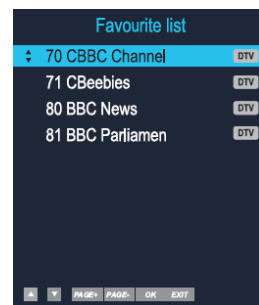 Favourite list
70 CBBC Channel DTV
71 CBeebies DTV
80 BBC News DTV
81 BBC Parliamen DTV
PAGE+ PAGE- OK EXIT